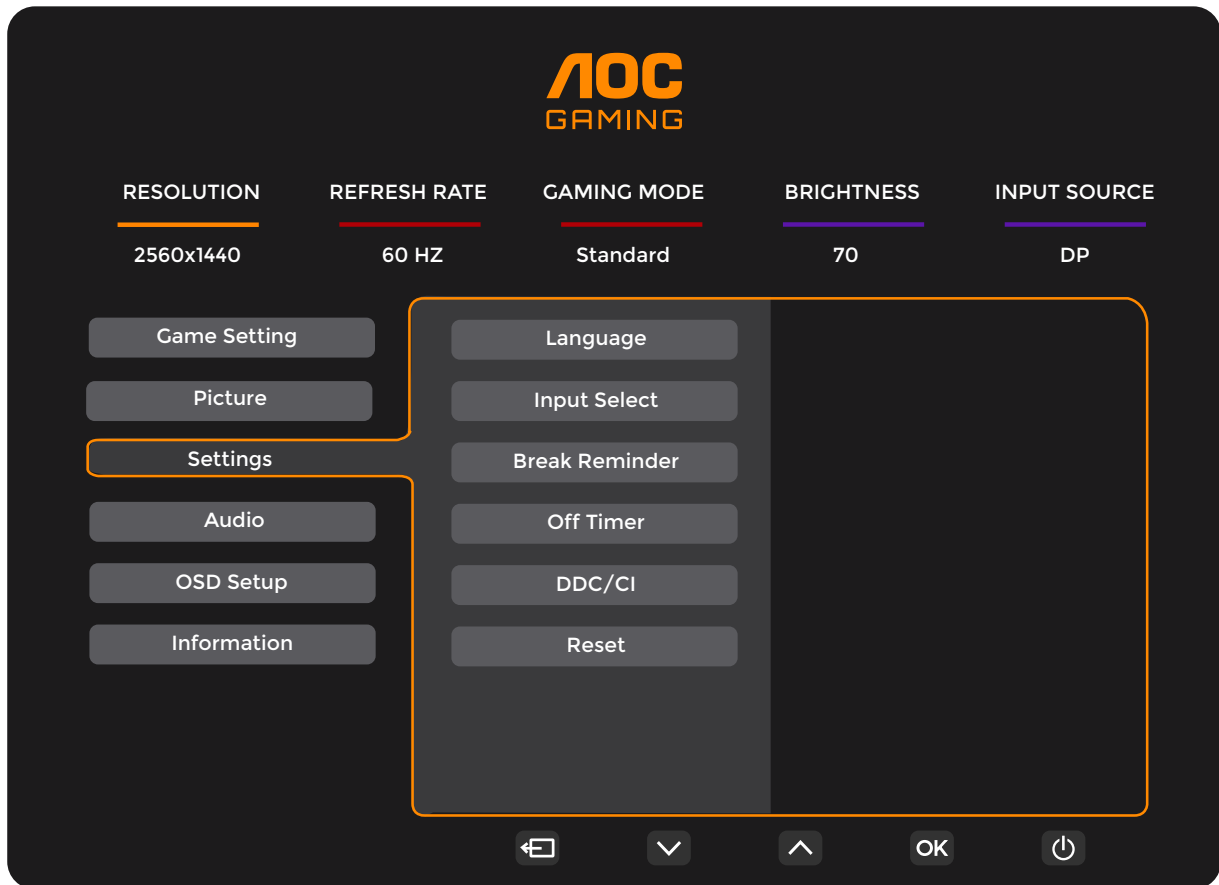 AOC
GAMING
RESOLUTION REFRESH RATE GAMING MODE BRIGHTNESS INPUT SOURCE
2560x1440 60 HZ Standard 70 DP
Game Setting
Picture
Settings
Audio
OSD Setup
Information
Language
Input Select
Break Reminder
Off Timer
DDC/CI
Reset
OK